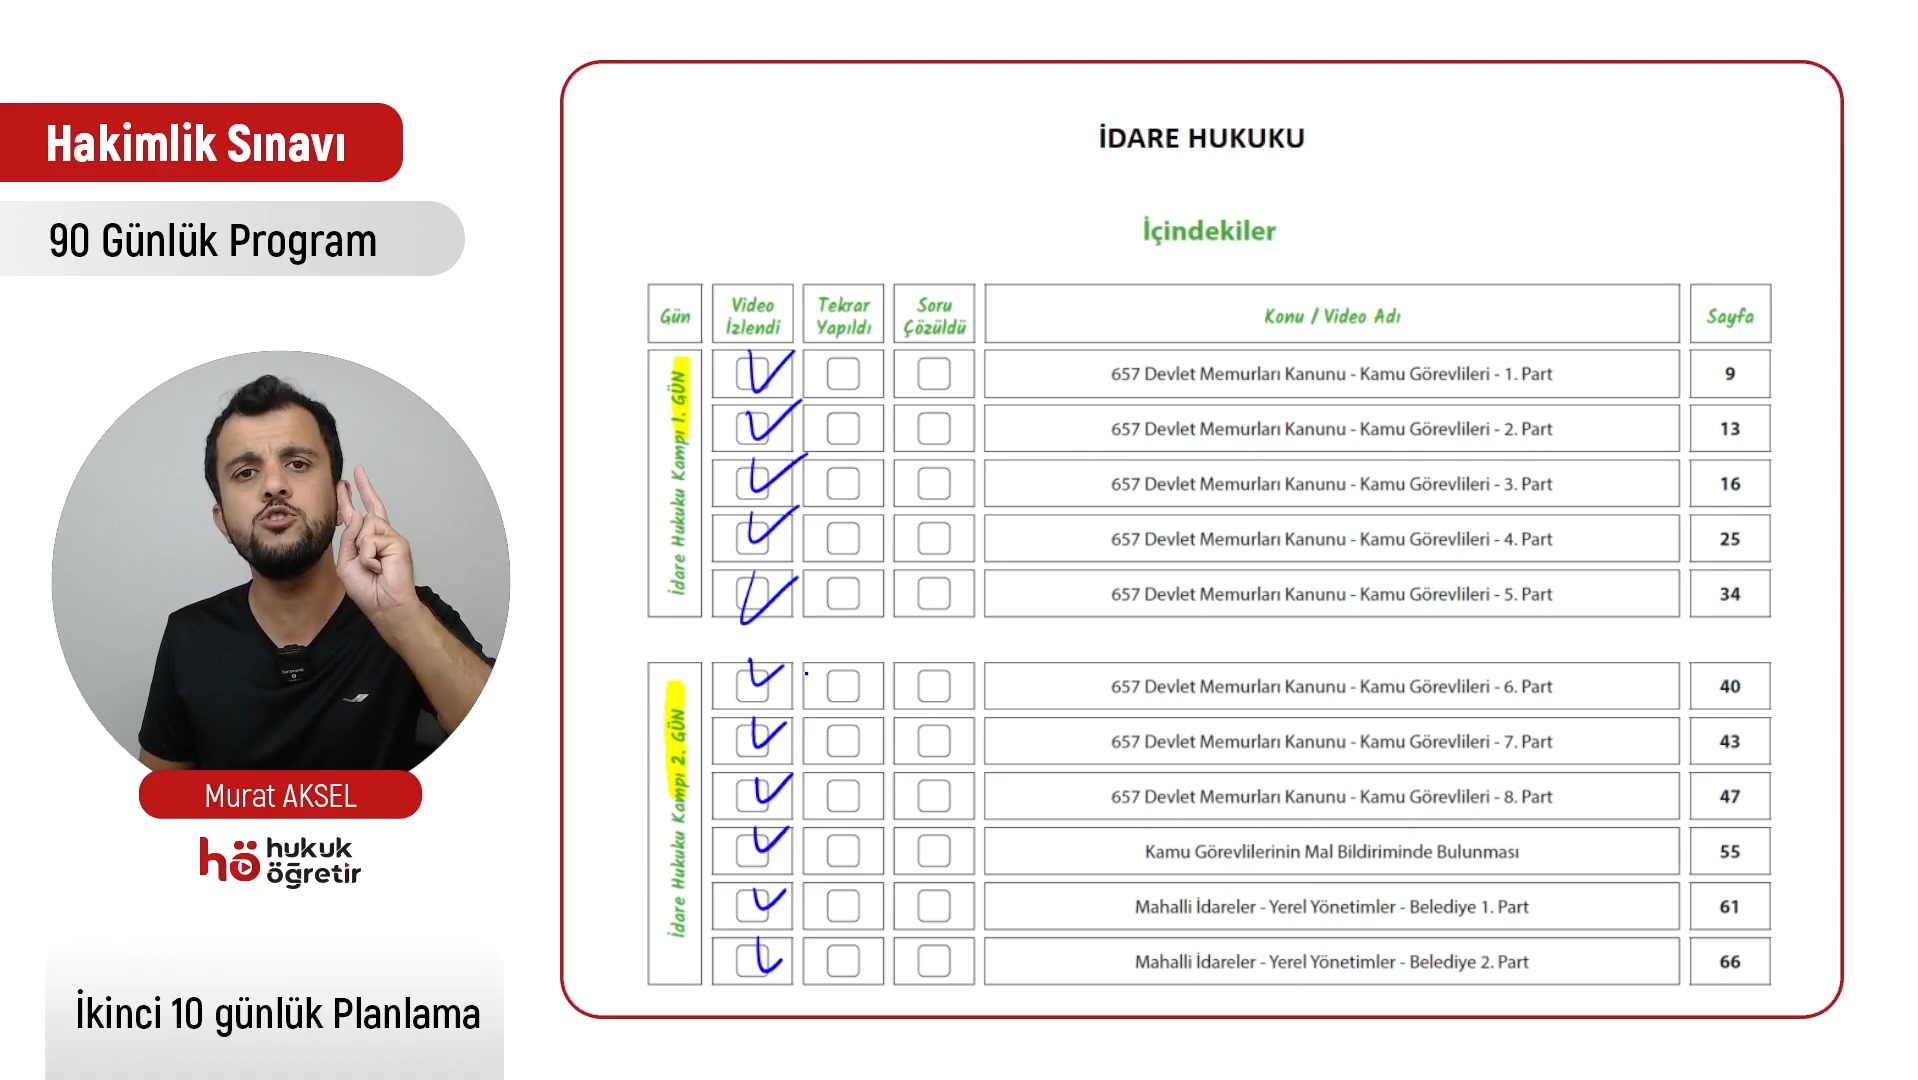 Hakimlik Sınavı
90 Günlük Program
Murat AKSEL
hö hukuk
öğretir
İkinci 10 günlük Planlama
İDARE HUKUKU
İçindekiler
Gün Video İzlendi Tekrar Yapıldı Soru Çözüldü Konu / Video Adı Sayfa
İdare Hukuku Kampı 1. GÜN
657 Devlet Memurları Kanunu - Kamu Görevlileri - 1. Part 9
657 Devlet Memurları Kanunu - Kamu Görevlileri - 2. Part 13
657 Devlet Memurları Kanunu - Kamu Görevlileri - 3. Part 16
657 Devlet Memurları Kanunu - Kamu Görevlileri - 4. Part 25
657 Devlet Memurları Kanunu - Kamu Görevlileri - 5. Part 34
İdare Hukuku Kampı 2. GÜN
657 Devlet Memurları Kanunu - Kamu Görevlileri - 6. Part 40
657 Devlet Memurları Kanunu - Kamu Görevlileri - 7. Part 43
657 Devlet Memurları Kanunu - Kamu Görevlileri - 8. Part 47
Kamu Görevlilerinin Mal Bildiriminde Bulunması 55
Mahalli İdareler - Yerel Yönetimler - Belediye 1. Part 61
Mahalli İdareler - Yerel Yönetimler - Belediye 2. Part 66